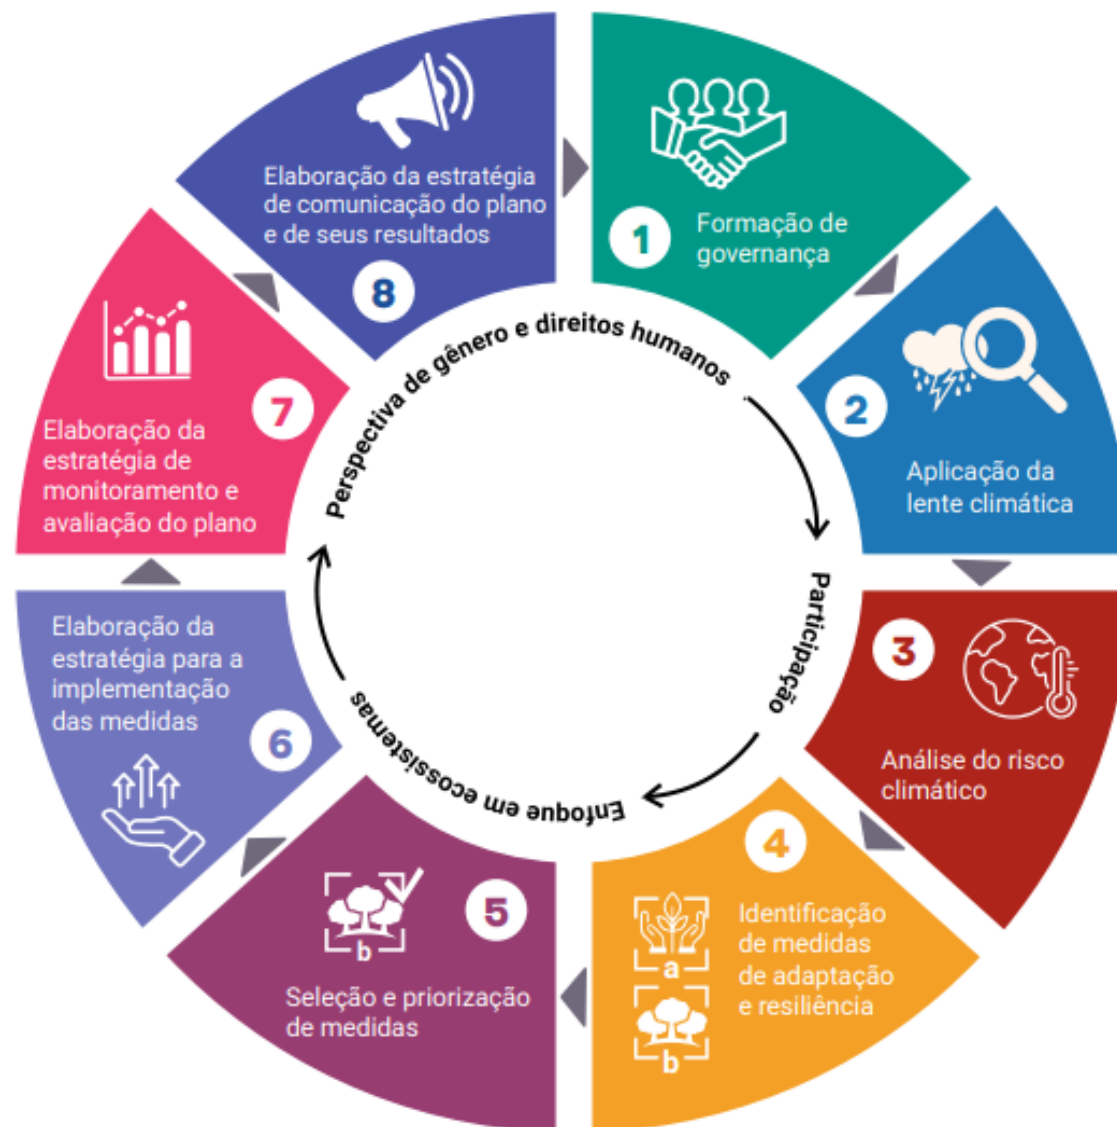 1
Formação de
governança
2
Aplicação da
lente climática
3
Análise do risco
climático
4
Identificação
de medidas
de adaptação
e resiliência
a
b
5
b
Seleção e priorização
de medidas
6
Elaboração da
estratégia para a
implementação
das medidas
7
Elaboração da
estratégia de
monitoramento e
avaliação do plano
8
Elaboração da estratégia
de comunicação do plano
e de seus resultados
Perspectiva de gênero e direitos humanos
Participação
Enfoque em ecossistemas